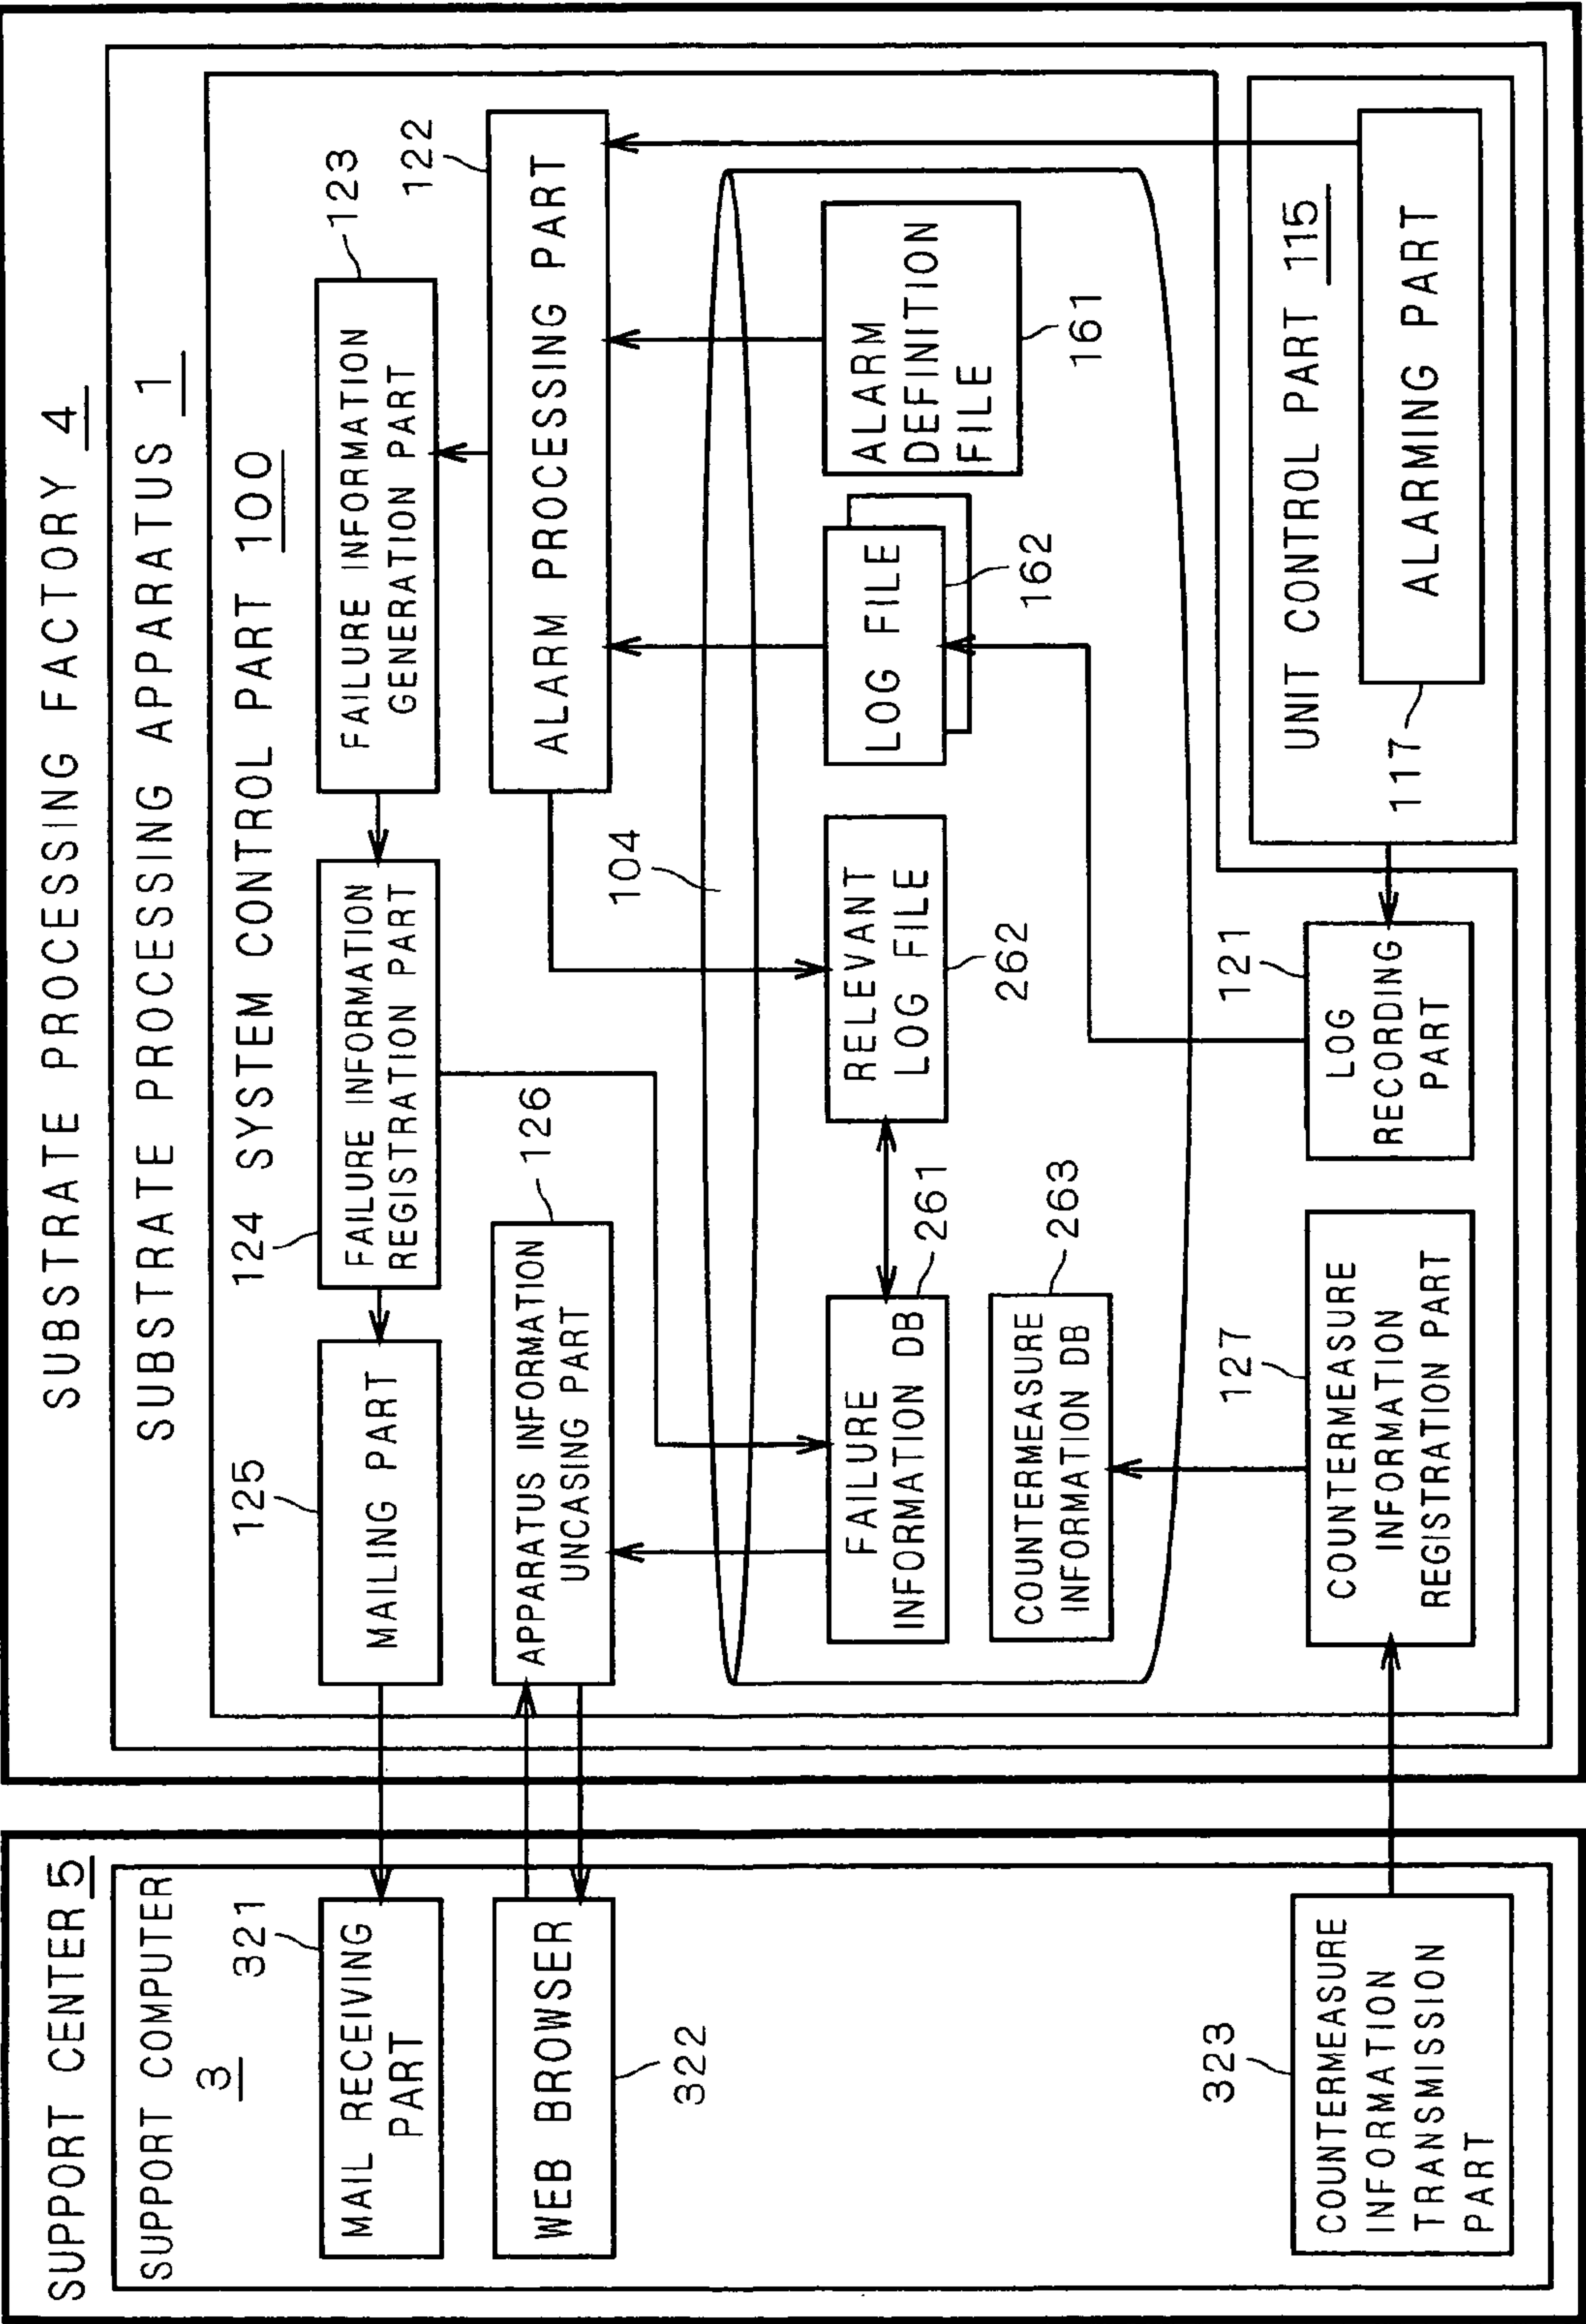 SUPPORT CENTER 5
SUPPORT COMPUTER
3
321
MAIL RECEIVING
PART
WEB BROWSER
322
323
COUNTERMEASURE
INFORMATION
TRANSMISSION
PART
SUBSTRATE PROCESSING FACTORY 4
SUBSTRATE PROCESSING APPARATUS 1
SYSTEM CONTROL PART 100
125
MAILING PART
124
FAILURE INFORMATION
REGISTRATION PART
123
FAILURE INFORMATION
GENERATION PART
122
ALARM PROCESSING PART
126
APPARATUS INFORMATION
UNCASING PART
104
FAILURE
INFORMATION DB
261
RELEVANT
LOG FILE
262
LOG FILE
162
ALARM
DEFINITION
FILE
161
COUNTERMEASURE
INFORMATION DB
263
127
COUNTERMEASURE
INFORMATION
REGISTRATION PART
121
LOG
RECORDING
PART
UNIT CONTROL PART 115
117
ALARMING PART